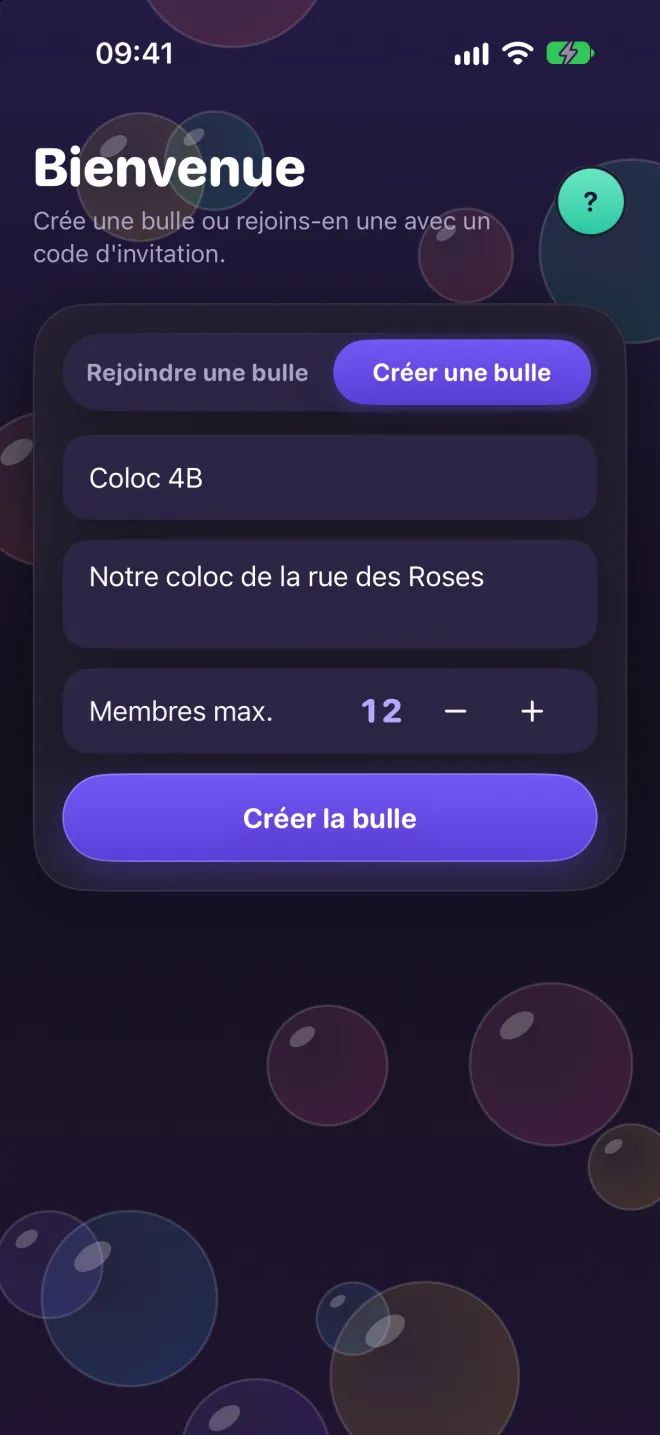 09:41
Bienvenue
?
Crée une bulle ou rejoins-en une avec un
code d'invitation.
Rejoindre une bulle
Créer une bulle
Coloc 4B
Notre coloc de la rue des Roses
Membres max. 12 − +
Créer la bulle